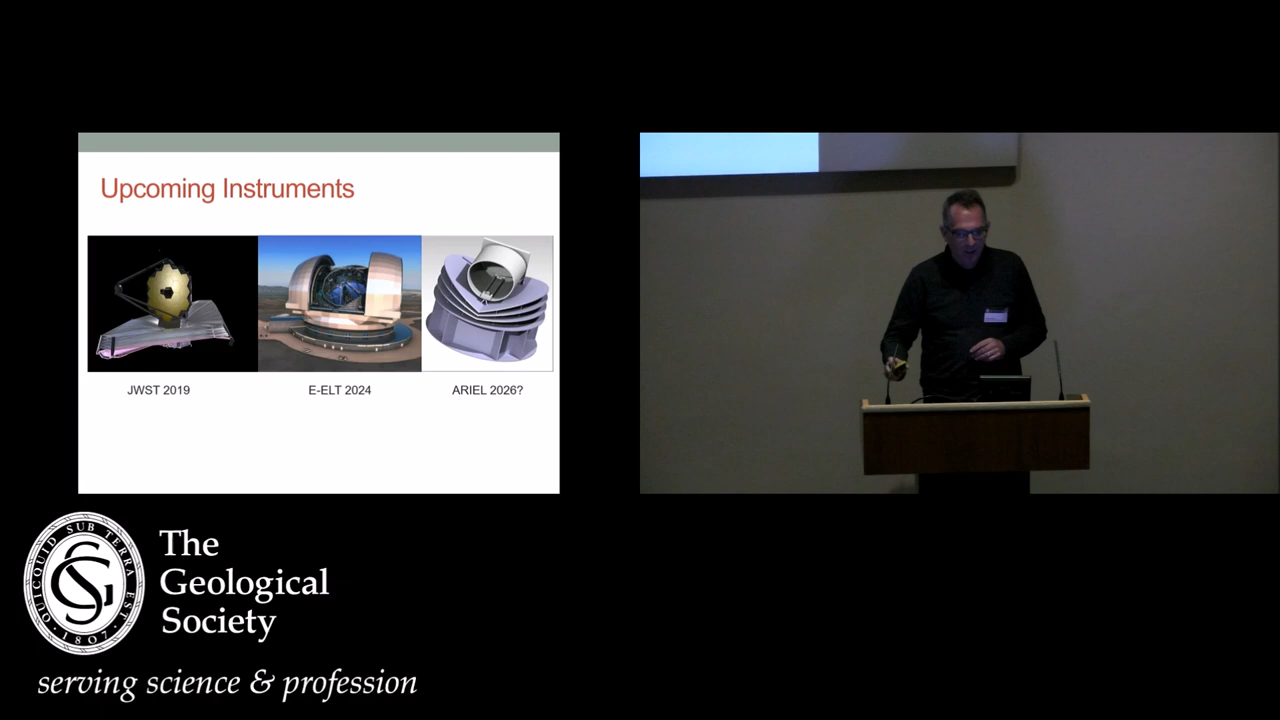 Upcoming Instruments
JWST 2019
E-ELT 2024
ARIEL 2026?
QUICQUID SUB TERRA EST
1807
The
Geological
Society
serving science & profession